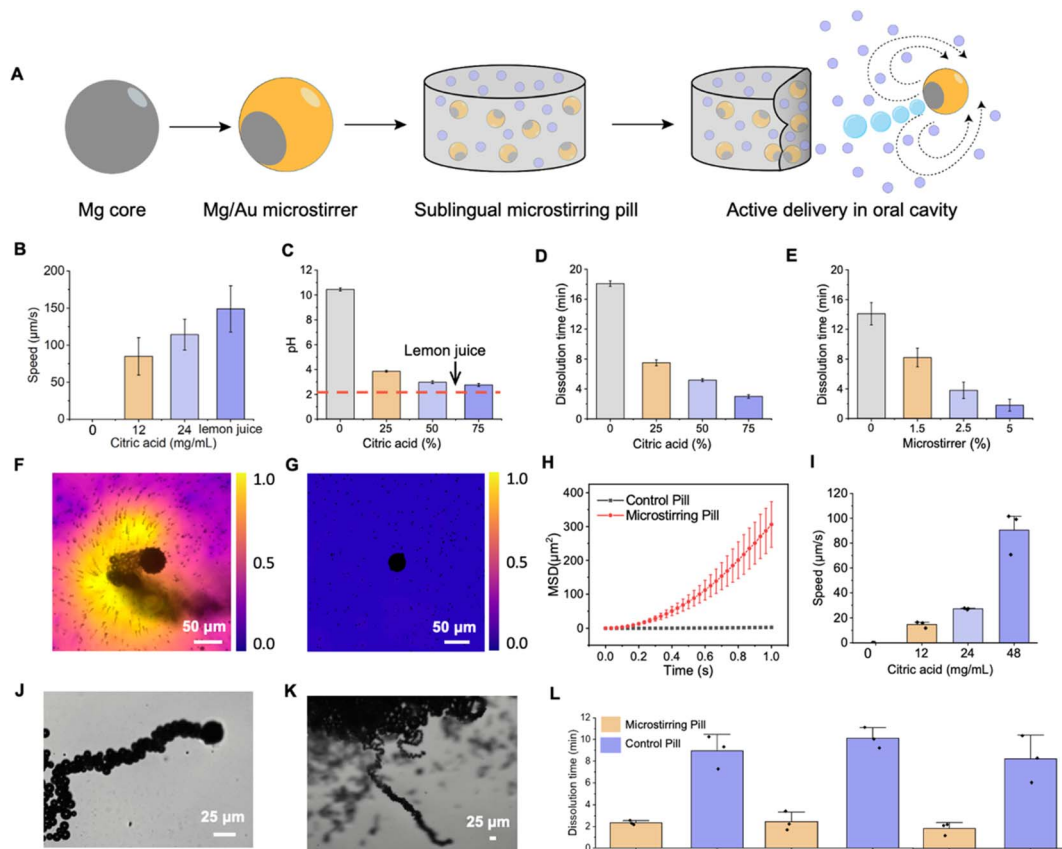 A
Mg core
Mg/Au microstirrer
Sublingual microstirring pill
Active delivery in oral cavity
B
Speed (µm/s)
200
150
100
50
0
0
12
24
lemon juice
Citric acid (mg/mL)
C
pH
12
10
8
6
4
2
0
Lemon juice
0
25
50
75
Citric acid (%)
D
Dissolution time (min)
20
16
12
8
4
0
0
25
50
75
Citric acid (%)
E
Dissolution time (min)
20
16
12
8
4
0
0
1.5
2.5
5
Microstirrer (%)
F
50 µm
1.0
0.5
0.0
G
50 µm
1.0
0.5
0.0
H
MSD(µm²)
400
300
200
100
0
Control Pill
Microstirring Pill
0.0
0.2
0.4
0.6
0.8
1.0
Time (s)
I
Speed (µm/s)
120
100
80
60
40
20
0
0
12
24
48
Citric acid (mg/mL)
J
25 µm
K
25 µm
L
Dissolution time (min)
12
10
8
6
4
2
0
Microstirring Pill
Control Pill